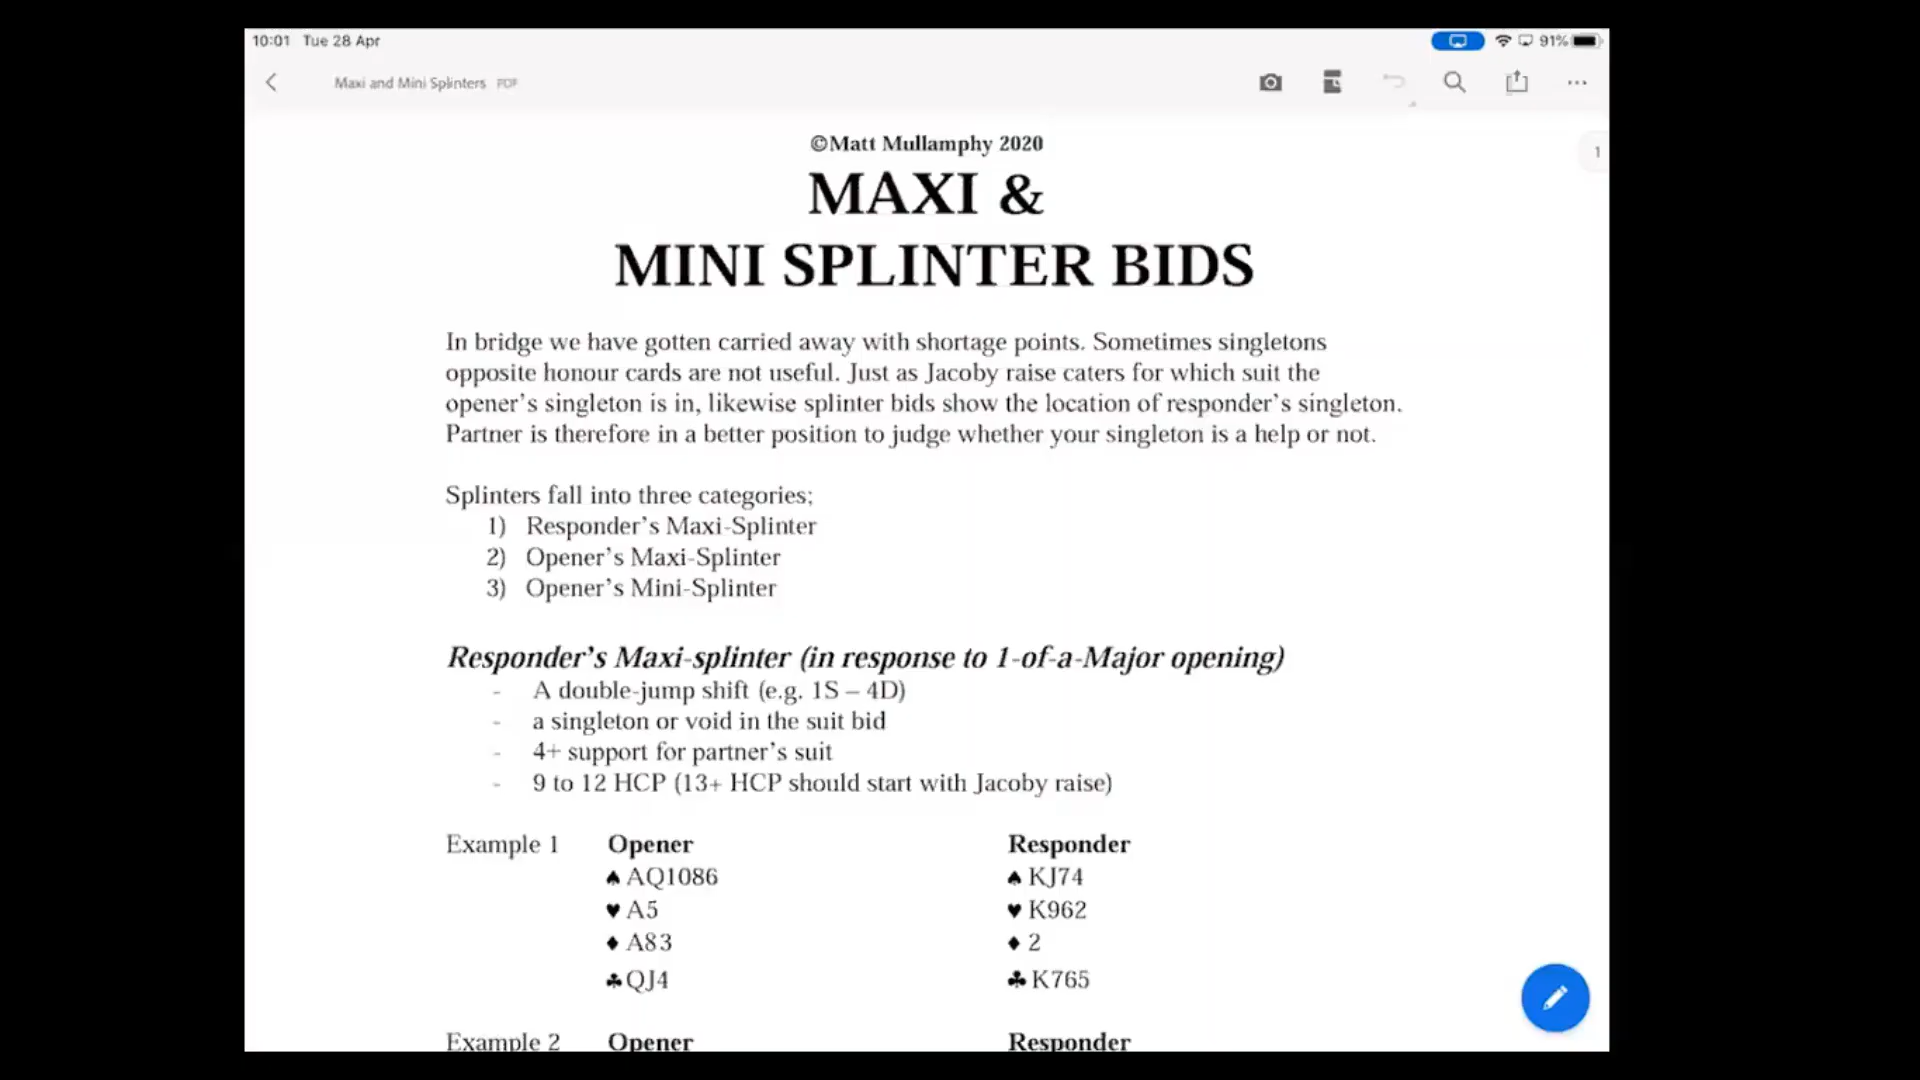 10:01 Tue 28 Apr
91%
Maxi and Mini Splinters PDF
1
©Matt Mullamphy 2020
MAXI &
MINI SPLINTER BIDS
In bridge we have gotten carried away with shortage points. Sometimes singletons
opposite honour cards are not useful. Just as Jacoby raise caters for which suit the
opener's singleton is in, likewise splinter bids show the location of responder's singleton.
Partner is therefore in a better position to judge whether your singleton is a help or not.
Splinters fall into three categories;
1) Responder's Maxi-Splinter
2) Opener's Maxi-Splinter
3) Opener's Mini-Splinter
Responder's Maxi-splinter (in response to 1-of-a-Major opening)
- A double-jump shift (e.g. 1S – 4D)
- a singleton or void in the suit bid
- 4+ support for partner's suit
- 9 to 12 HCP (13+ HCP should start with Jacoby raise)
Example 1 Opener Responder
♠ AQ1086 ♠ KJ74
♥ A5 ♥ K962
♦ A83 ♦ 2
♣ QJ4 ♣ K765
Example 2 Opener Responder